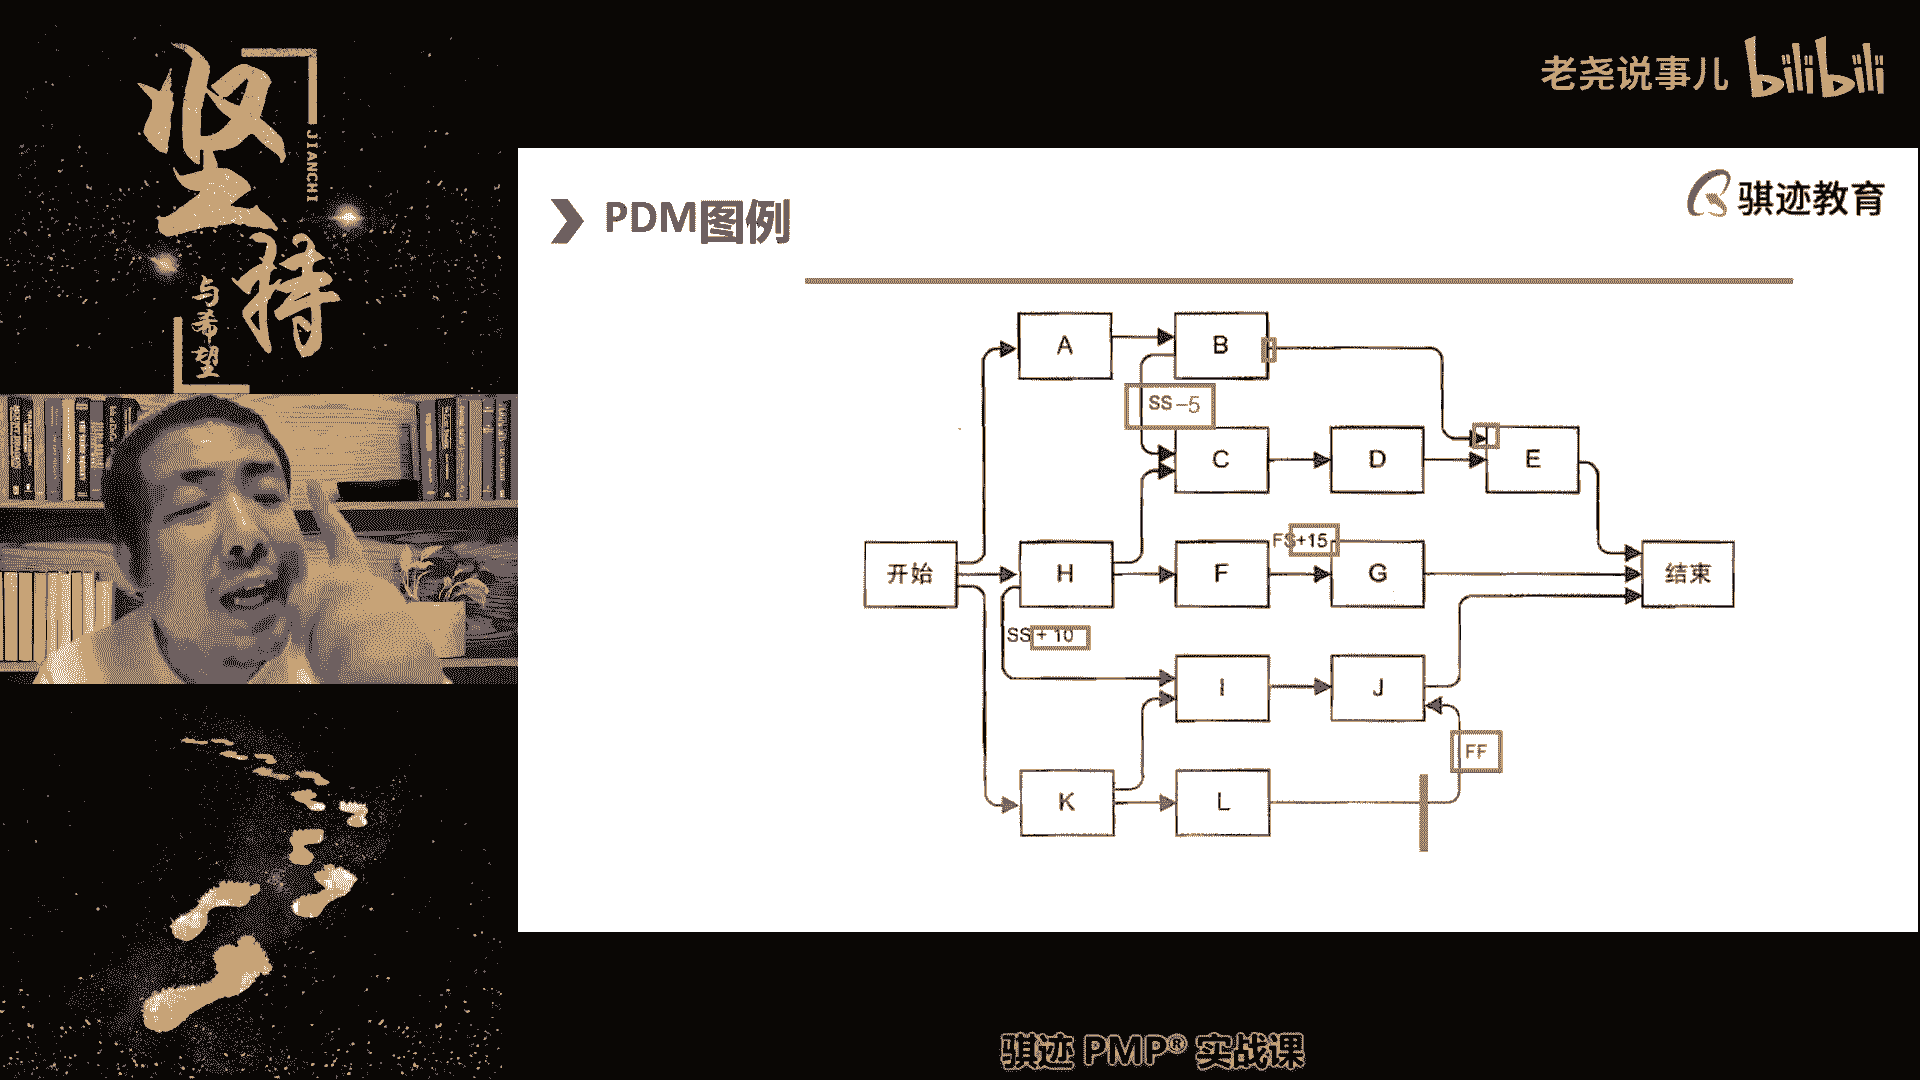 坚持
JIANCHI
与希望
老尧说事儿 bilibili
骐迹教育
PDM图例
A
B
SS-5
C
D
E
FS+15
开始
H
F
G
结束
SS+10
I
J
FF
K
L
骐迹 PMP® 实战课